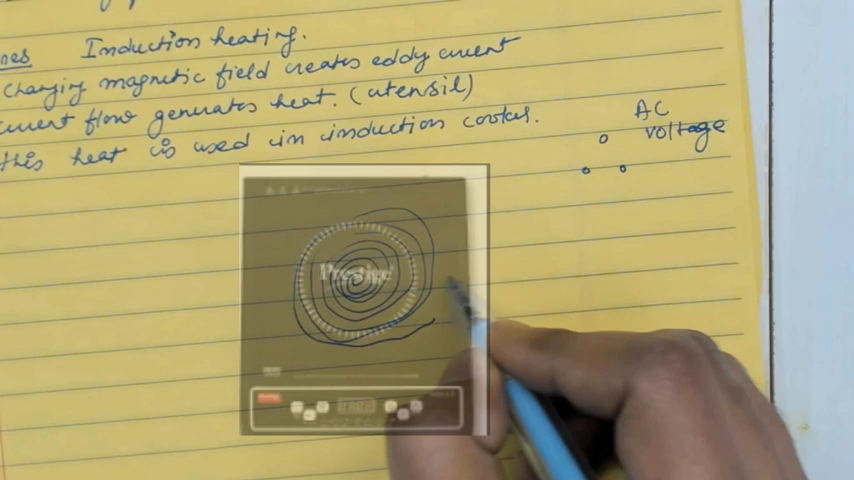 Induction heating.
changing magnetic field creates eddy current
current flow generates heat. (utensil)
this heat is used in induction cooker.
AC
voltage
Prestige